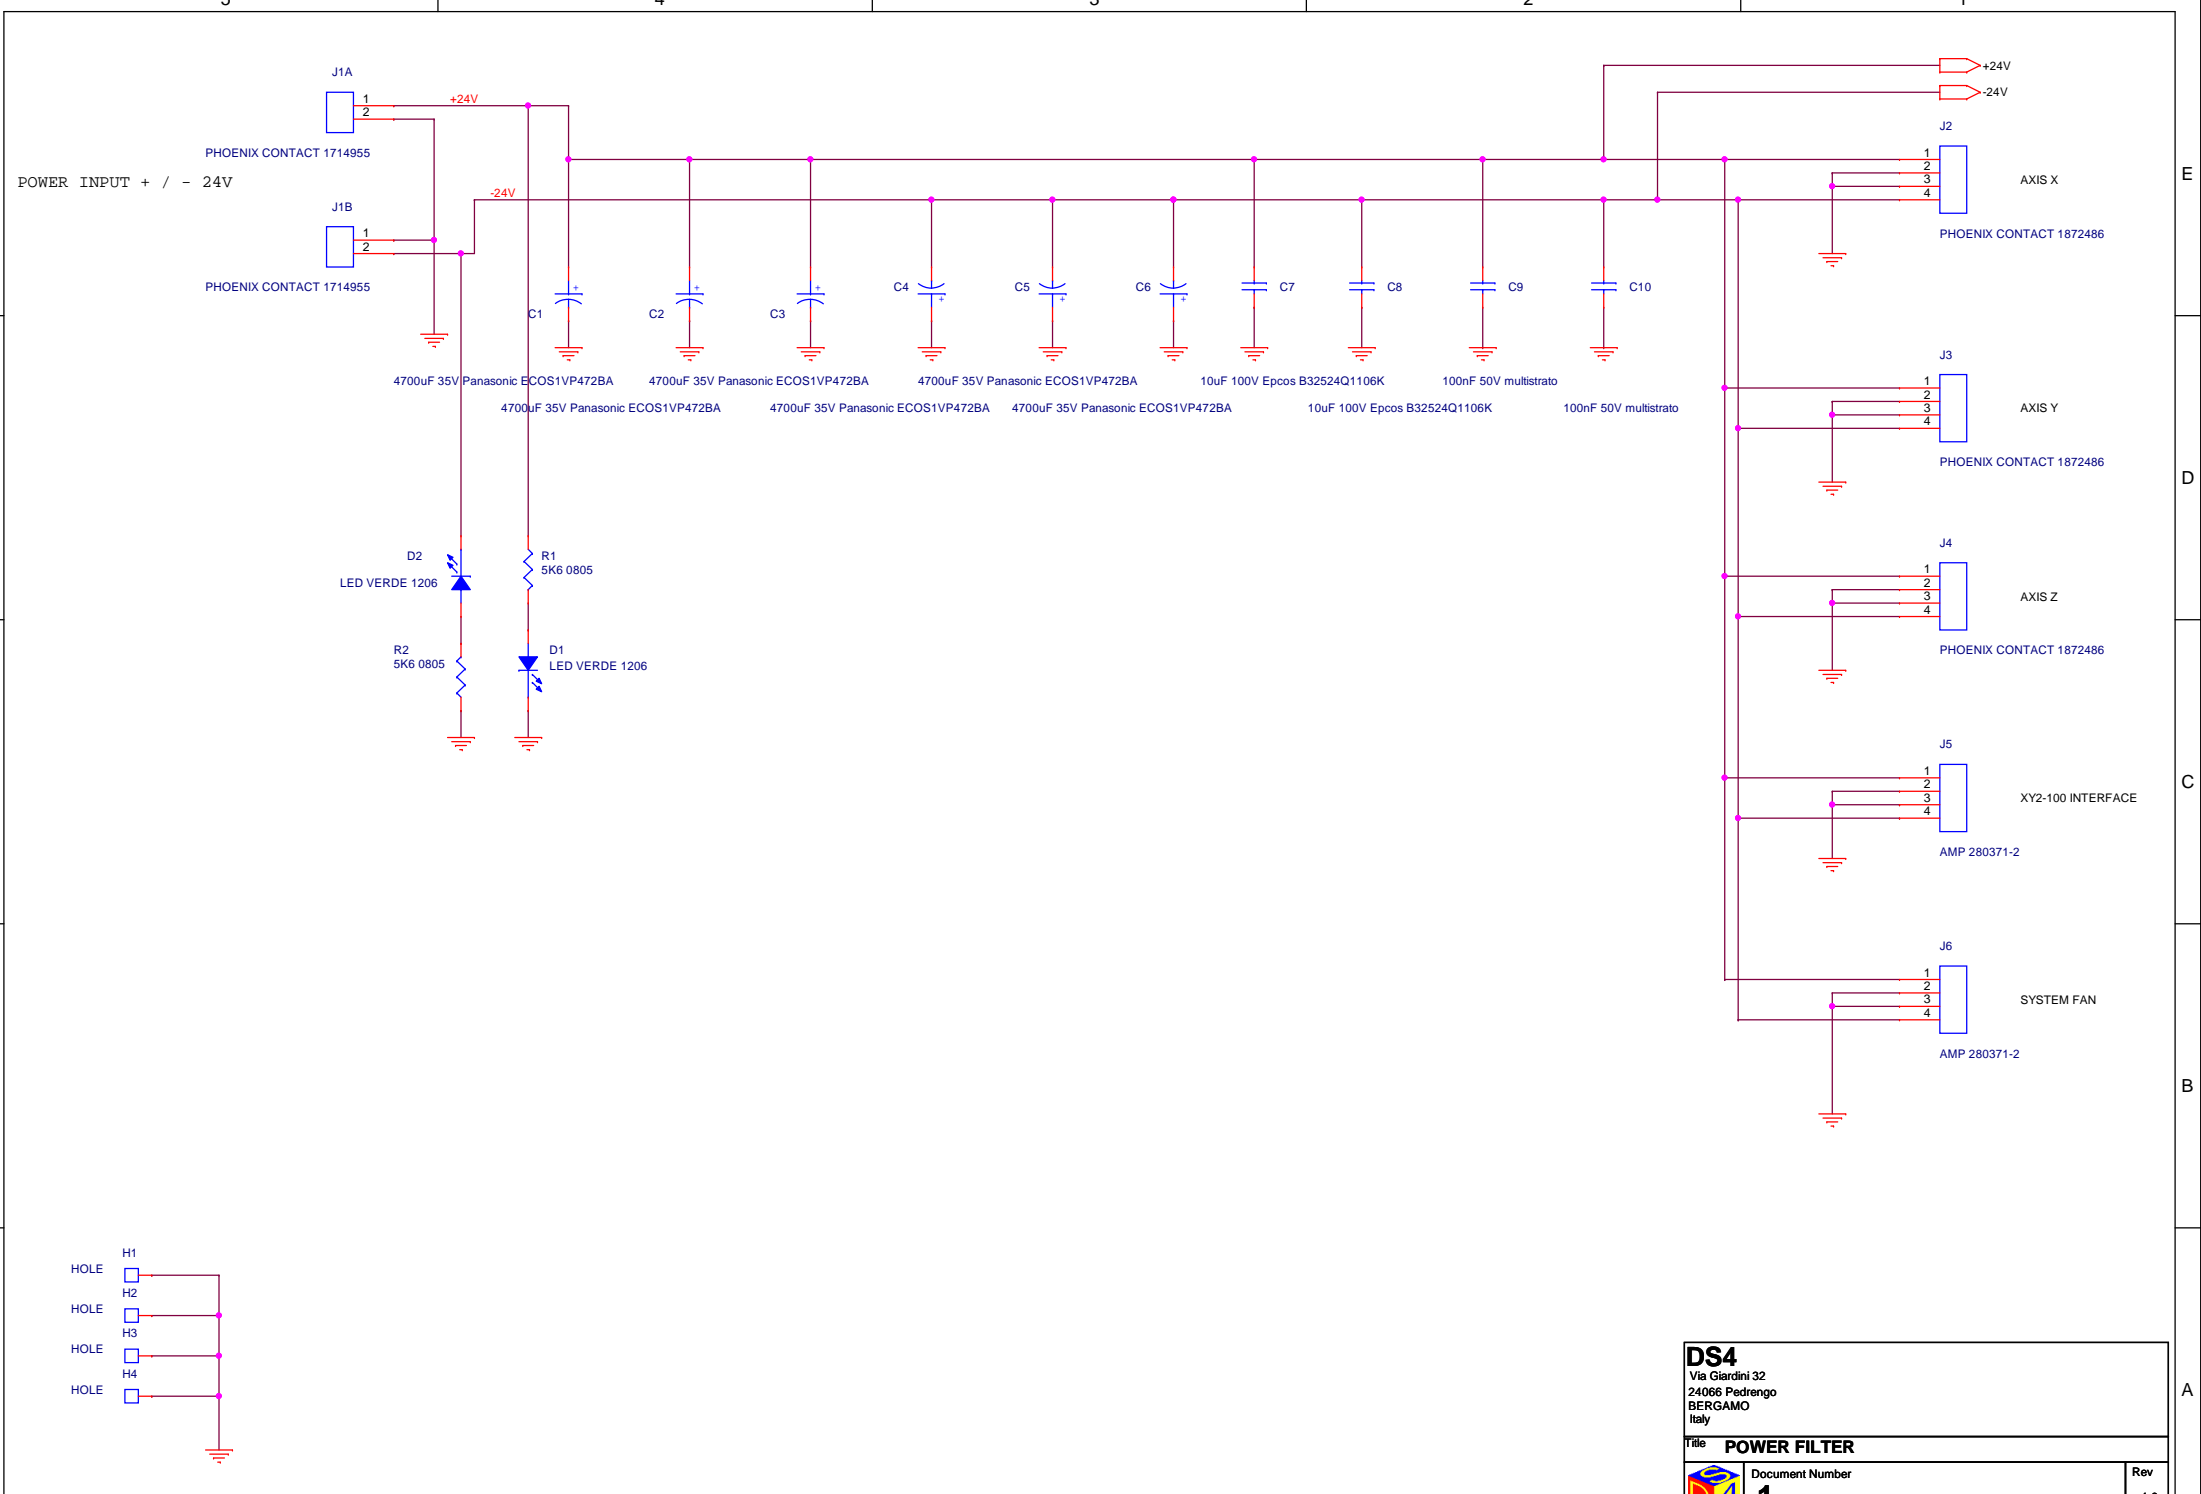 4
2
J1A
1
2
+24V
PHOENIX CONTACT 1714955
POWER INPUT + / - 24V
J1B
1
2
-24V
PHOENIX CONTACT 1714955
+24V
-24V
J2
1
2
3
4
AXIS X
PHOENIX CONTACT 1872486
E
C1
C2
C3
C4
C5
C6
C7
C8
C9
C10
4700uF 35V Panasonic ECOS1VP472BA
4700uF 35V Panasonic ECOS1VP472BA
4700uF 35V Panasonic ECOS1VP472BA
10uF 100V Epcos B32524Q1106K
100nF 50V multistrato
4700uF 35V Panasonic ECOS1VP472BA
4700uF 35V Panasonic ECOS1VP472BA
4700uF 35V Panasonic ECOS1VP472BA
10uF 100V Epcos B32524Q1106K
100nF 50V multistrato
J3
1
2
3
4
AXIS Y
PHOENIX CONTACT 1872486
D
D2
LED VERDE 1206
R1
5K6 0805
R2
5K6 0805
D1
LED VERDE 1206
J4
1
2
3
4
AXIS Z
PHOENIX CONTACT 1872486
J5
1
2
3
4
XY2-100 INTERFACE
AMP 280371-2
C
J6
1
2
3
4
SYSTEM FAN
AMP 280371-2
B
H1
HOLE
H2
HOLE
H3
HOLE
H4
HOLE
A
DS4
Via Giardini 32
24066 Pedrengo
BERGAMO
Italy
Title POWER FILTER
Document Number
Rev